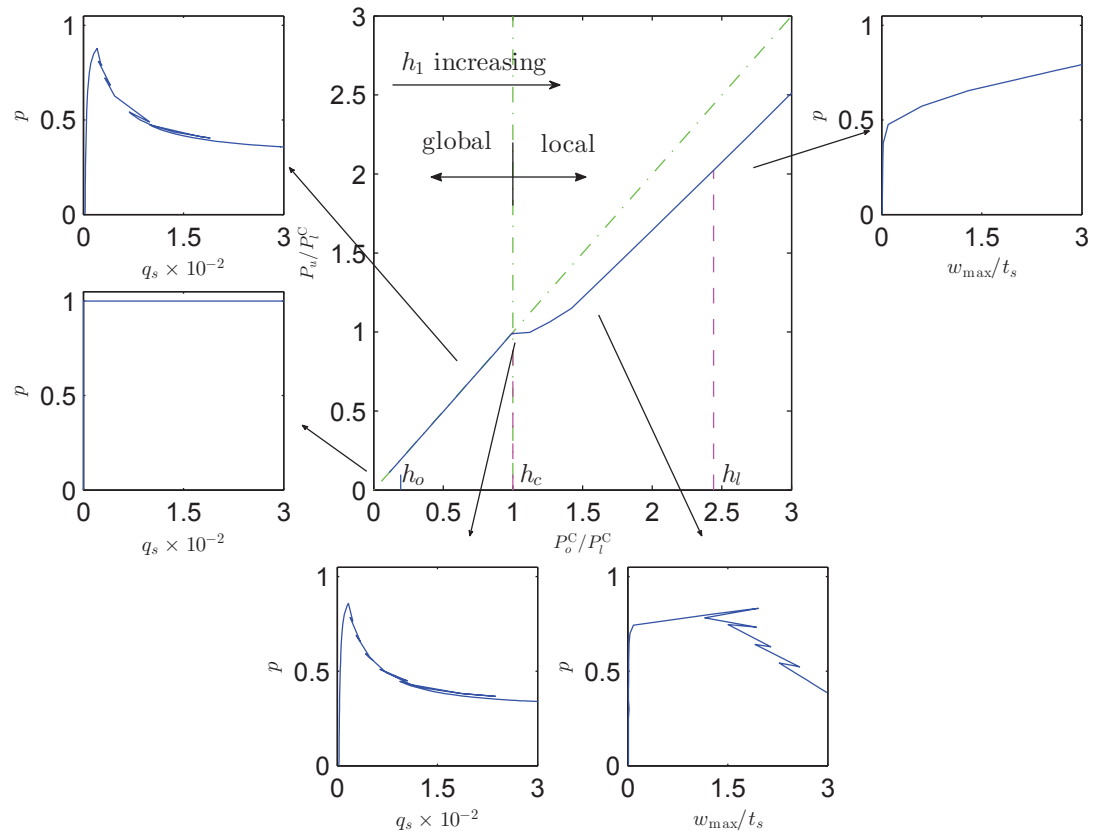 1
0.5
0
p
0
1.5
3
q_s × 10^{-2}
3
2.5
2
1.5
1
0.5
0
P_u/P_l^C
h_1 increasing
global
local
h_o
h_c
h_l
0
0.5
1
1.5
2
2.5
3
P_o^C/P_l^C
1
0.5
0
p
0
1.5
3
w_max/t_s
1
0.5
0
p
0
1.5
3
q_s × 10^{-2}
1
0.5
0
p
0
1.5
3
q_s × 10^{-2}
1
0.5
0
p
0
1.5
3
w_max/t_s